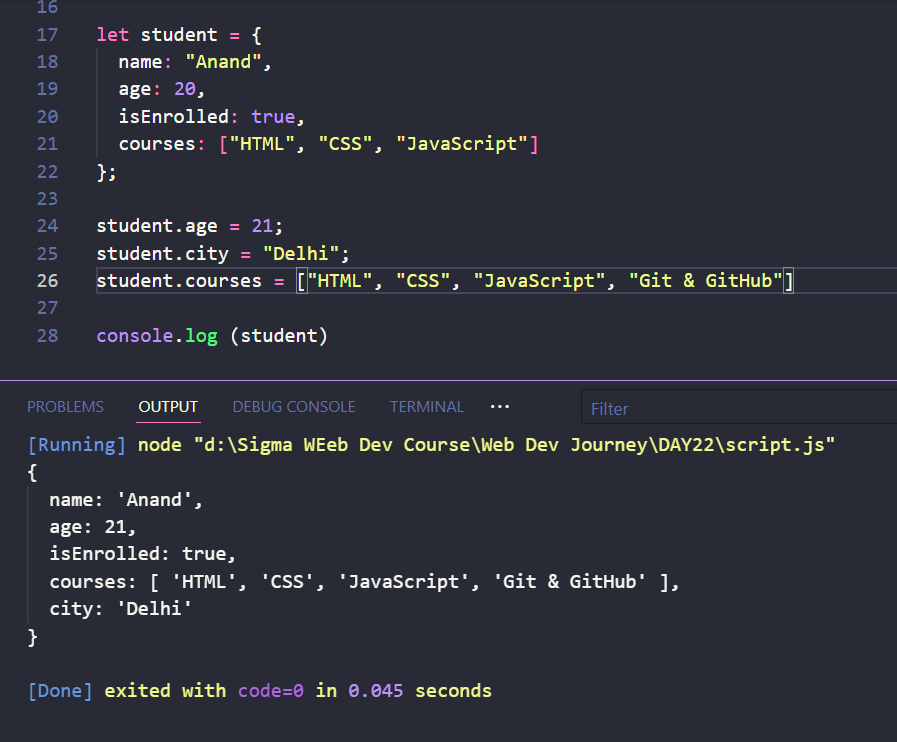 16
17 let student = {
18   name: "Anand",
19   age: 20,
20   isEnrolled: true,
21   courses: ["HTML", "CSS", "JavaScript"]
22 };
23
24 student.age = 21;
25 student.city = "Delhi";
26 student.courses = ["HTML", "CSS", "JavaScript", "Git & GitHub"]
27
28 console.log (student)
PROBLEMS OUTPUT DEBUG CONSOLE TERMINAL ··· Filter
[Running] node "d:\Sigma WEeb Dev Course\Web Dev Journey\DAY22\script.js"
{
  name: 'Anand',
  age: 21,
  isEnrolled: true,
  courses: [ 'HTML', 'CSS', 'JavaScript', 'Git & GitHub' ],
  city: 'Delhi'
}
[Done] exited with code=0 in 0.045 seconds